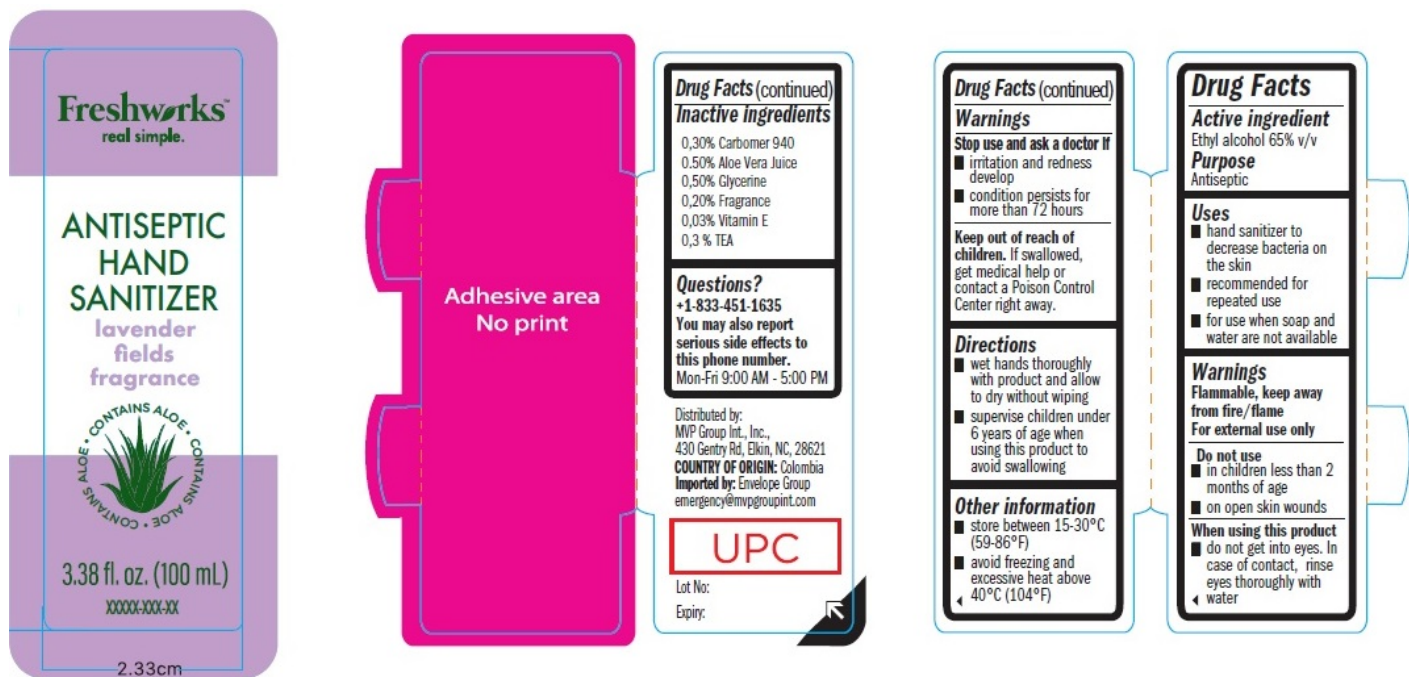 Freshworks™
real simple.
ANTISEPTIC
HAND
SANITIZER
lavender
fields
fragrance
CONTAINS ALOE • CONTAINS ALOE • CONTAINS ALOE •
3.38 fl. oz. (100 mL)
XXXXX-XXX-XX
2.33cm
Adhesive area
No print
Drug Facts (continued)
Inactive ingredients
0,30% Carbomer 940
0.50% Aloe Vera Juice
0,50% Glycerine
0,20% Fragrance
0,03% Vitamin E
0,3 % TEA
Questions?
+1-833-451-1635
You may also report
serious side effects to
this phone number.
Mon-Fri 9:00 AM - 5:00 PM
Distributed by:
MVP Group Int., Inc.,
430 Gentry Rd, Elkin, NC, 28621
COUNTRY OF ORIGIN: Colombia
Imported by: Envelope Group
emergency@mvpgroupint.com
UPC
Lot No:
Expiry:
Drug Facts (continued)
Warnings
Stop use and ask a doctor If
■ irritation and redness
develop
■ condition persists for
more than 72 hours
Keep out of reach of
children. If swallowed,
get medical help or
contact a Poison Control
Center right away.
Directions
■ wet hands thoroughly
with product and allow
to dry without wiping
■ supervise children under
6 years of age when
using this product to
avoid swallowing
Other information
■ store between 15-30°C
(59-86°F)
■ avoid freezing and
excessive heat above
40°C (104°F)
Drug Facts
Active ingredient
Ethyl alcohol 65% v/v
Purpose
Antiseptic
Uses
■ hand sanitizer to
decrease bacteria on
the skin
■ recommended for
repeated use
■ for use when soap and
water are not available
Warnings
Flammable, keep away
from fire/flame
For external use only
Do not use
■ in children less than 2
months of age
■ on open skin wounds
When using this product
■ do not get into eyes. In
case of contact, rinse
eyes thoroughly with
water